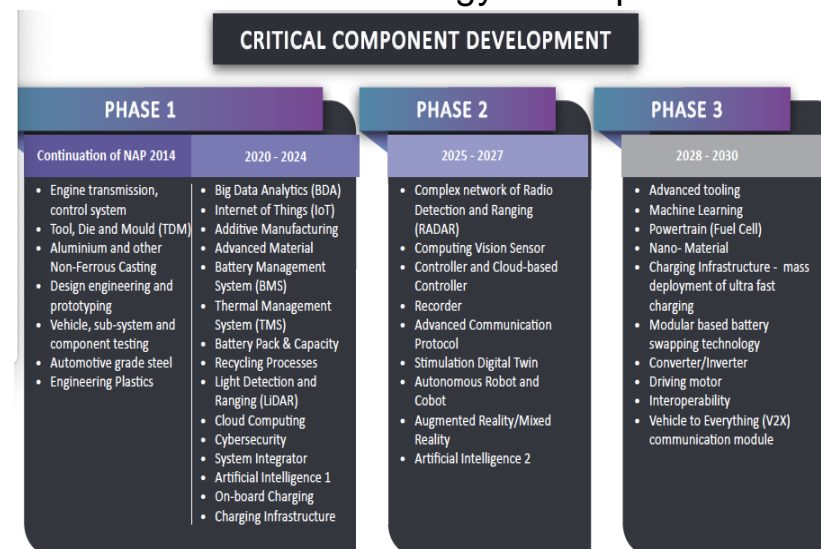 CRITICAL COMPONENT DEVELOPMENT
PHASE 1
Continuation of NAP 2014
• Engine transmission,
control system
• Tool, Die and Mould (TDM)
• Aluminium and other
Non-Ferrous Casting
• Design engineering and
prototyping
• Vehicle, sub-system and
component testing
• Automotive grade steel
• Engineering Plastics
2020 - 2024
• Big Data Analytics (BDA)
• Internet of Things (IoT)
• Additive Manufacturing
• Advanced Material
• Battery Management
System (BMS)
• Thermal Management
System (TMS)
• Battery Pack & Capacity
• Recycling Processes
• Light Detection and
Ranging (LiDAR)
• Cloud Computing
• Cybersecurity
• System Integrator
• Artificial Intelligence 1
• On-board Charging
• Charging Infrastructure
PHASE 2
2025 - 2027
• Complex network of Radio
Detection and Ranging
(RADAR)
• Computing Vision Sensor
• Controller and Cloud-based
Controller
• Recorder
• Advanced Communication
Protocol
• Stimulation Digital Twin
• Autonomous Robot and
Cobot
• Augmented Reality/Mixed
Reality
• Artificial Intelligence 2
PHASE 3
2028 - 2030
• Advanced tooling
• Machine Learning
• Powertrain (Fuel Cell)
• Nano- Material
• Charging Infrastructure - mass
deployment of ultra fast
charging
• Modular based battery
swapping technology
• Converter/Inverter
• Driving motor
• Interoperability
• Vehicle to Everything (V2X)
communication module